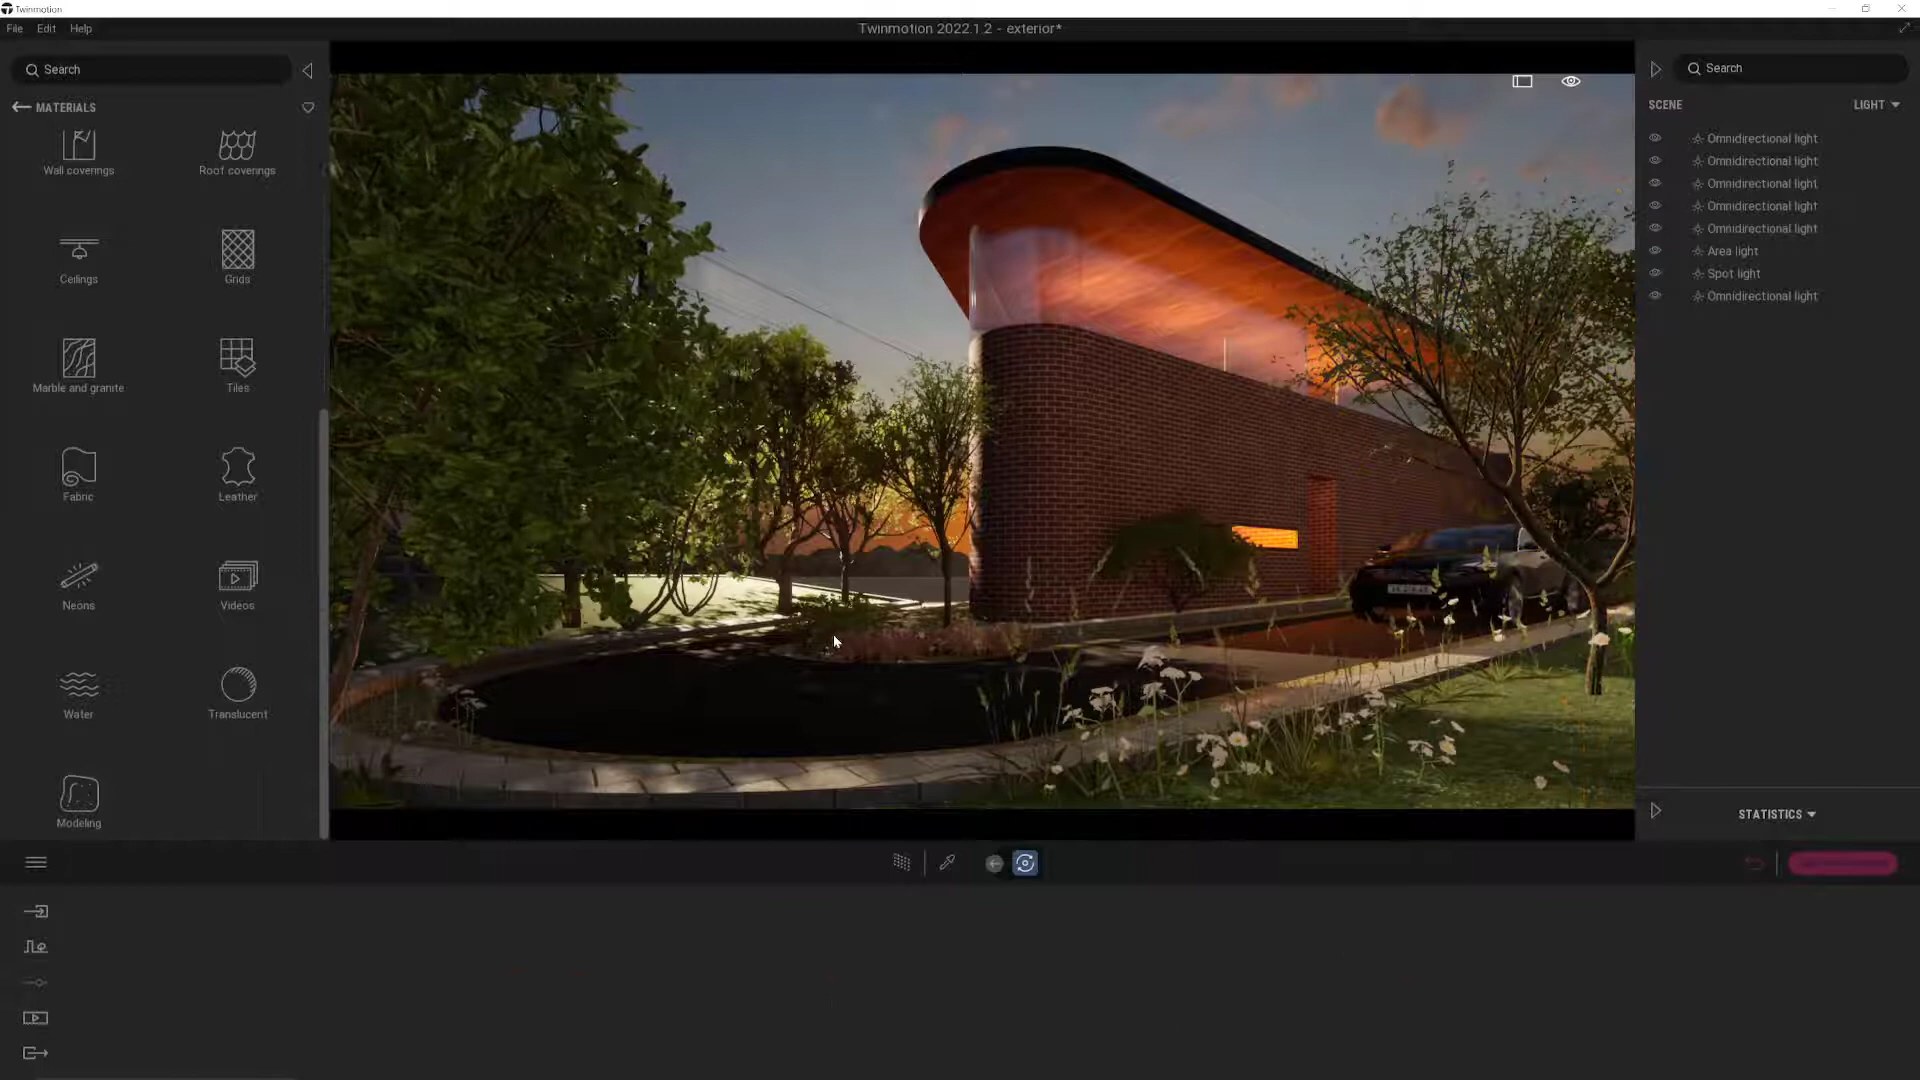 Twinmotion
File Edit Help
Twinmotion 2022.1.2 - exterior*
Search
MATERIALS
Wall coverings
Roof coverings
Ceilings
Grids
Marble and granite
Tiles
Fabric
Leather
Neons
Videos
Water
Translucent
Modeling
Search
SCENE
LIGHT
Omnidirectional light
Omnidirectional light
Omnidirectional light
Omnidirectional light
Omnidirectional light
Area light
Spot light
Omnidirectional light
STATISTICS